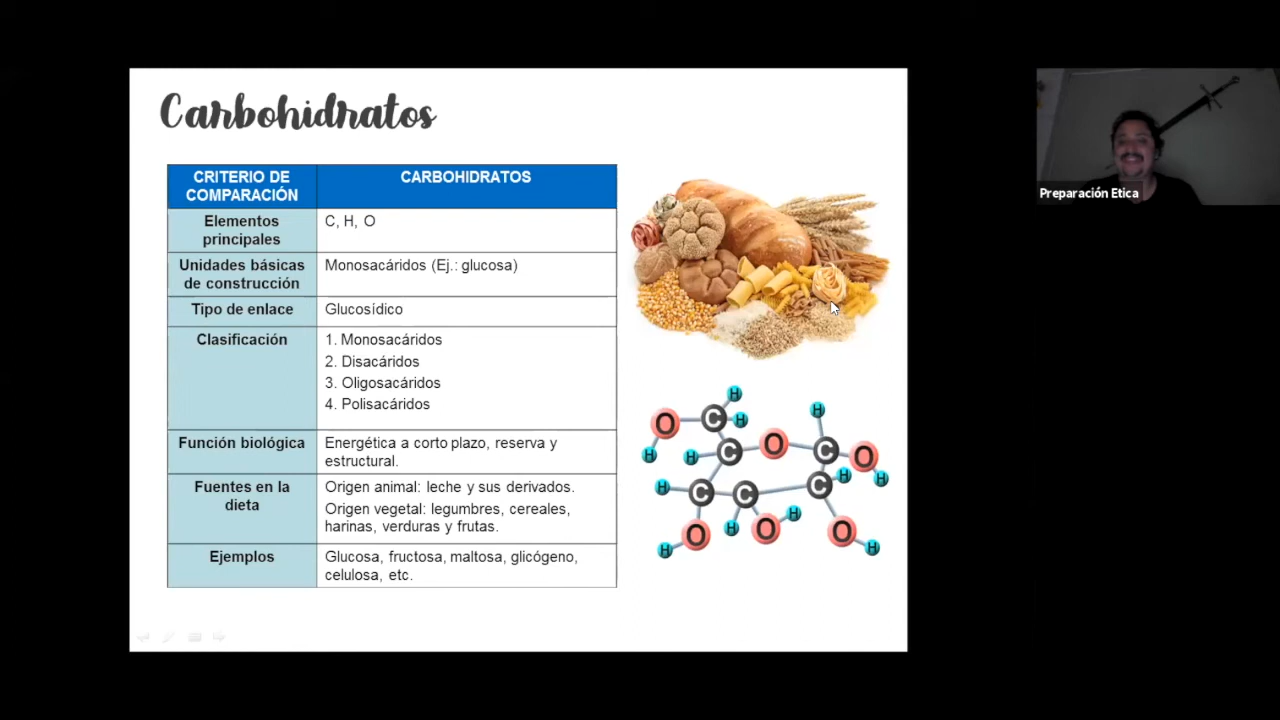 Carbohidratos
CRITERIO DE
COMPARACIÓN
CARBOHIDRATOS
Elementos
principales
C, H, O
Unidades básicas
de construcción
Monosacáridos (Ej.: glucosa)
Tipo de enlace
Glucosídico
Clasificación
1. Monosacáridos
2. Disacáridos
3. Oligosacáridos
4. Polisacáridos
Función biológica
Energética a corto plazo, reserva y
estructural.
Fuentes en la
dieta
Origen animal: leche y sus derivados.
Origen vegetal: legumbres, cereales,
harinas, verduras y frutas.
Ejemplos
Glucosa, fructosa, maltosa, glicógeno,
celulosa, etc.
H
O C H
H H C O C O
H H
H C C C H
H O H O
O H
H H
Preparación Etica